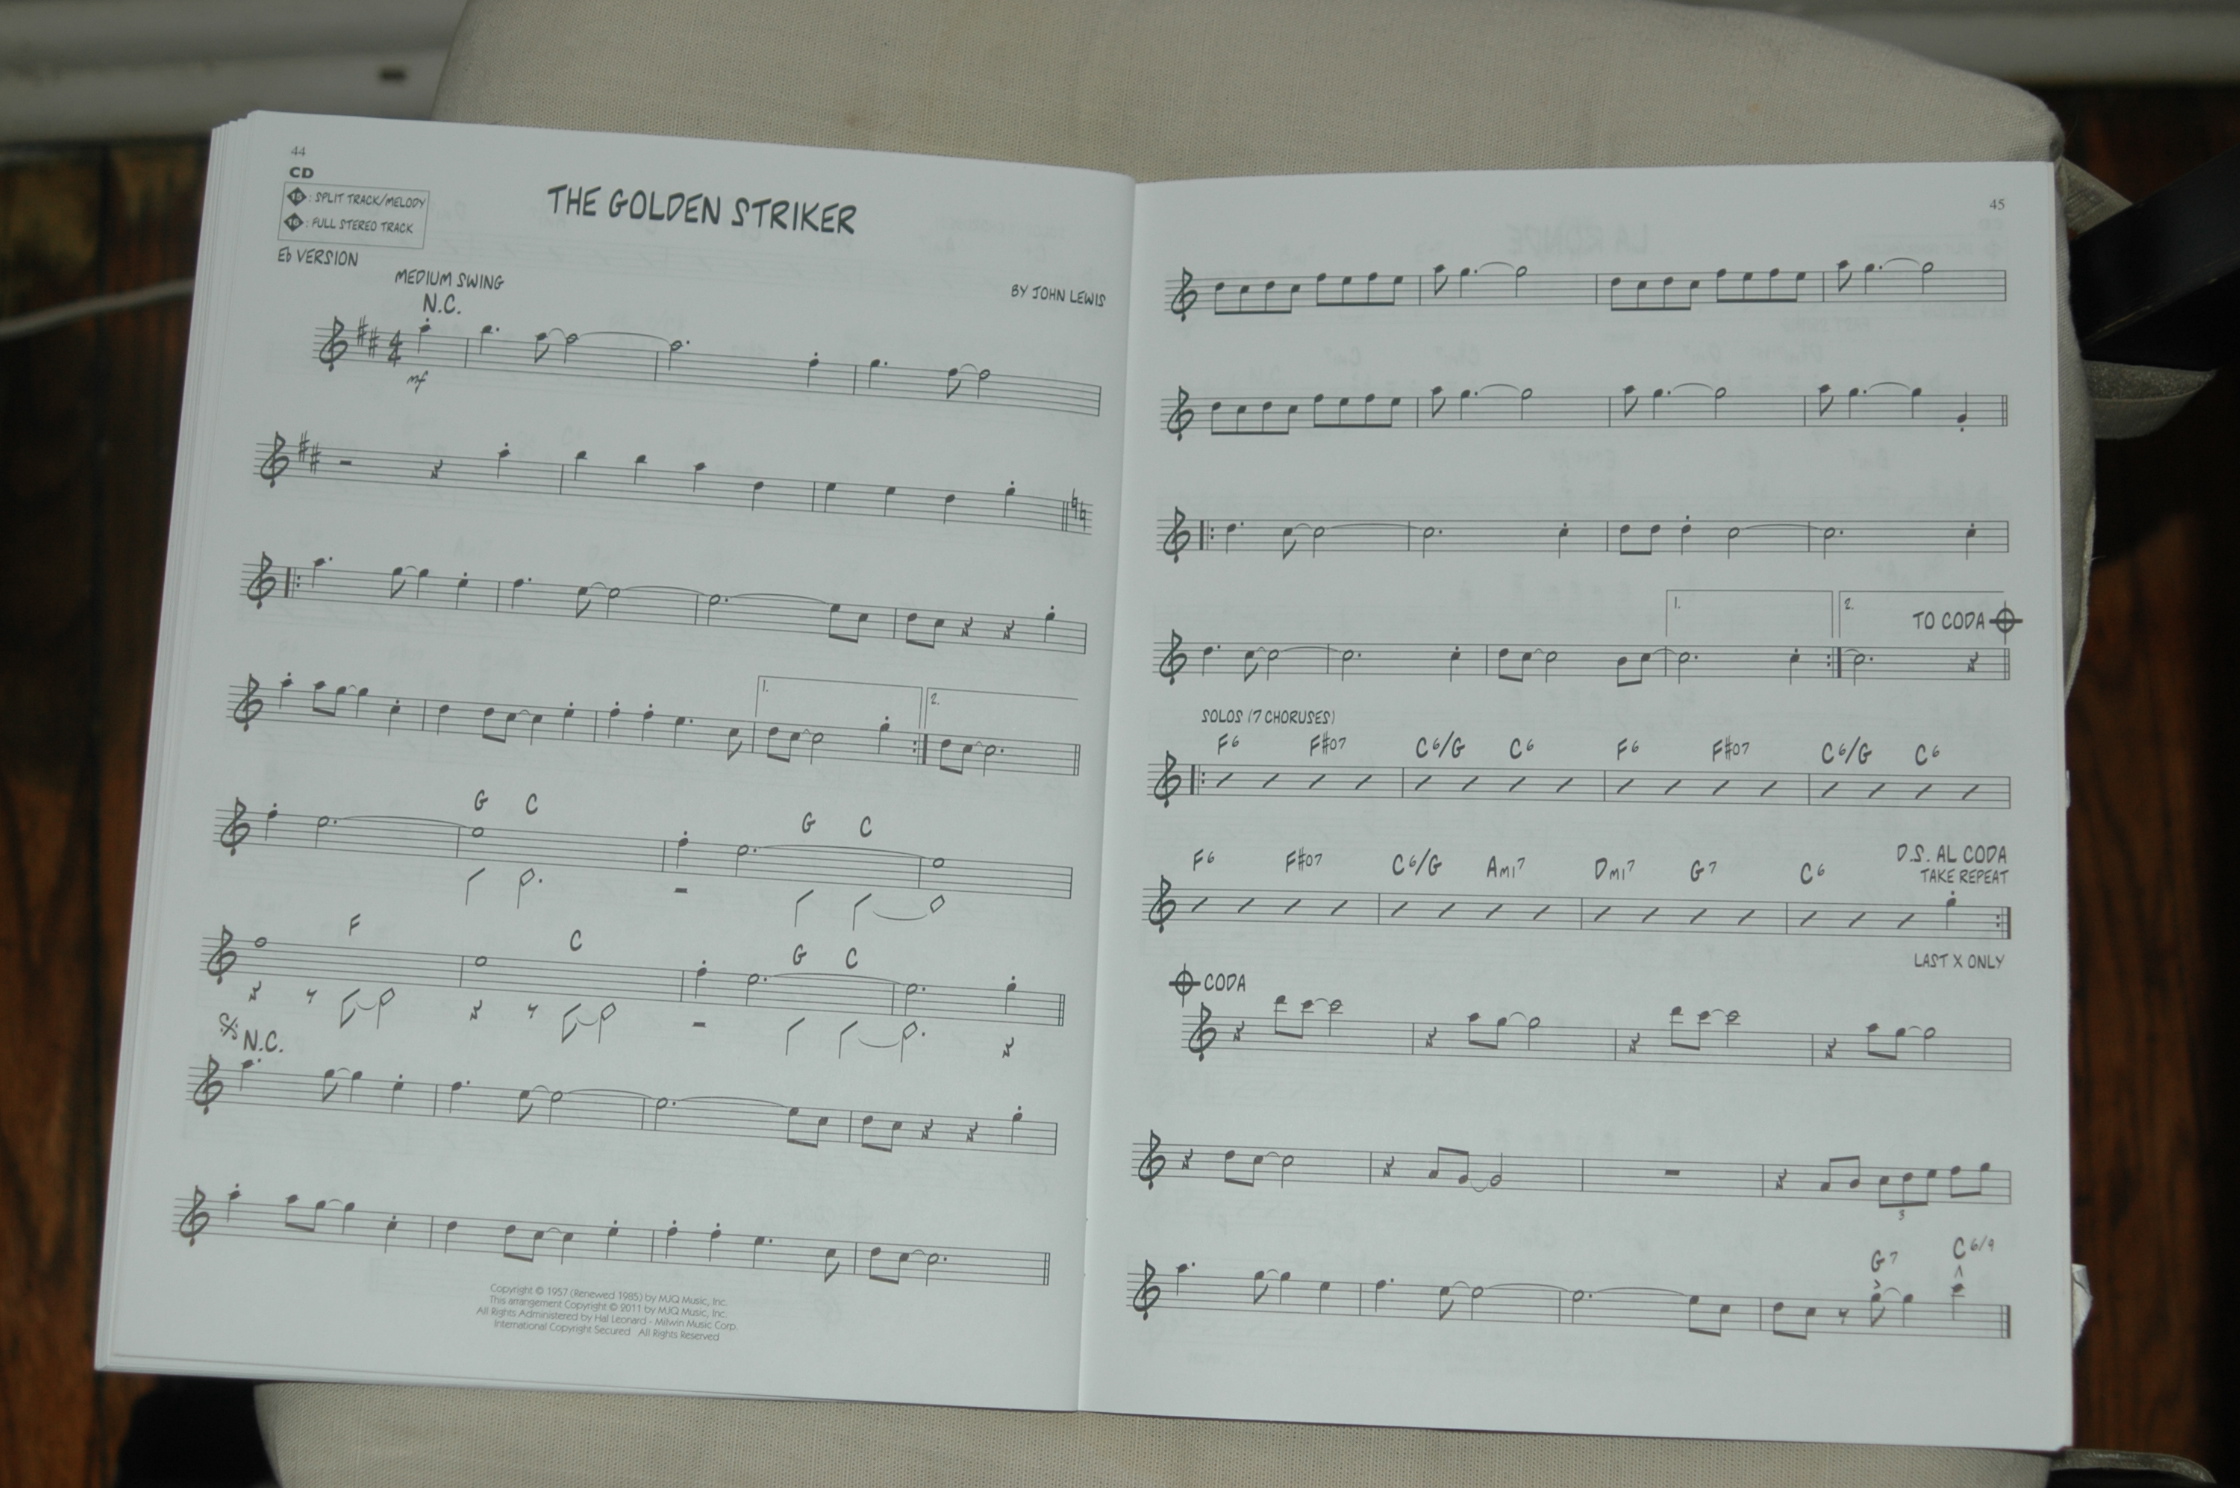 44
CD
15 : SPLIT TRACK/MELODY
16 : FULL STEREO TRACK
THE GOLDEN STRIKER
Eb VERSION
BY JOHN LEWIS
MEDIUM SWING
N.C.
mf
1.
2.
G C G C
F C G C
N.C.
Copyright © 1957 (Renewed 1985) by MJQ Music, Inc.
This arrangement Copyright © 2011 by MJQ Music, Inc.
All Rights Administered by Hal Leonard - Milwin Music Corp.
International Copyright Secured All Rights Reserved
45
1.
2.
TO CODA
SOLOS (7 CHORUSES)
F6 F#o7 C6/G C6 F6 F#o7 C6/G C6
D.S. AL CODA
TAKE REPEAT
F6 F#o7 C6/G Ami7 Dmi7 G7 C6
LAST X ONLY
CODA
3
G7 C6/9